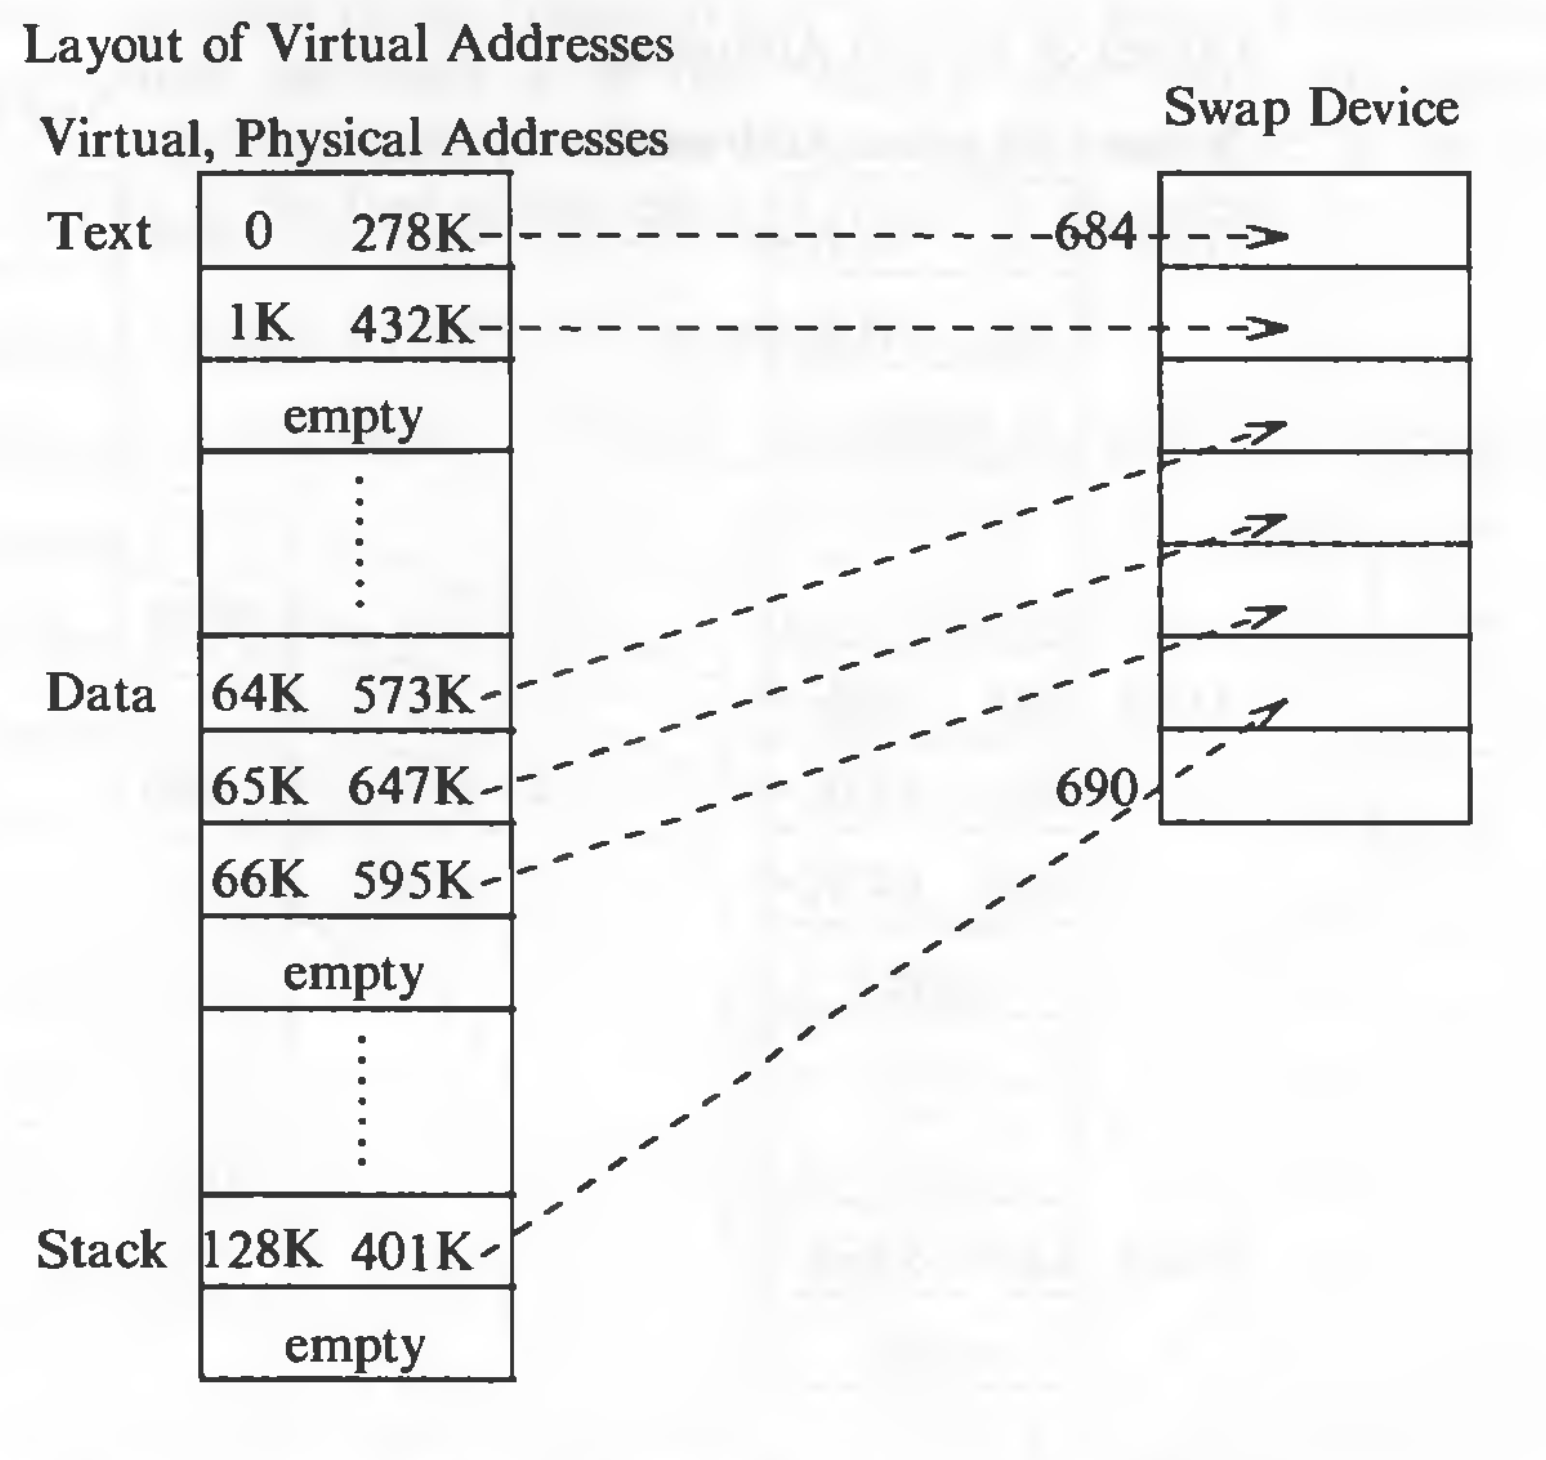 Layout of Virtual Addresses
Swap Device
Virtual, Physical Addresses
Text 0 278K 684
1K 432K
empty
Data 64K 573K
65K 647K 690
66K 595K
empty
Stack 128K 401K
empty